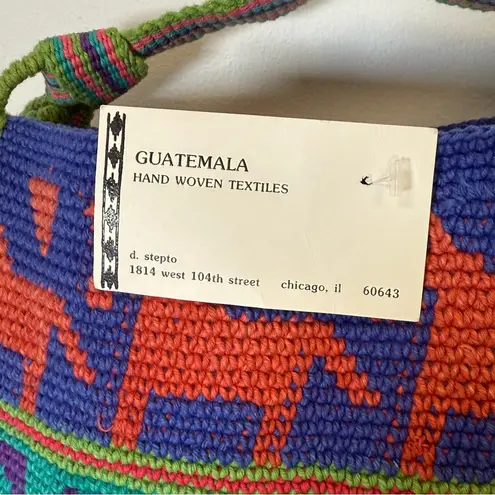 GUATEMALA
HAND WOVEN TEXTILES
d. stepto
1814 west 104th street chicago, il 60643